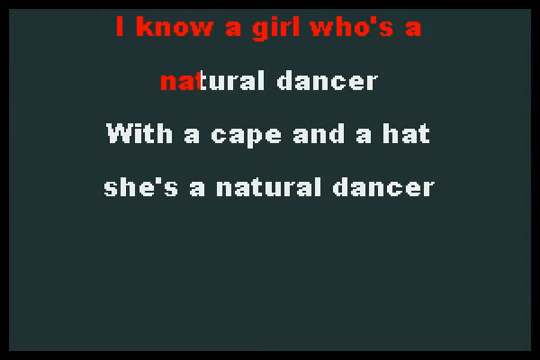 I know a girl who's a
natural dancer
With a cape and a hat
she's a natural dancer